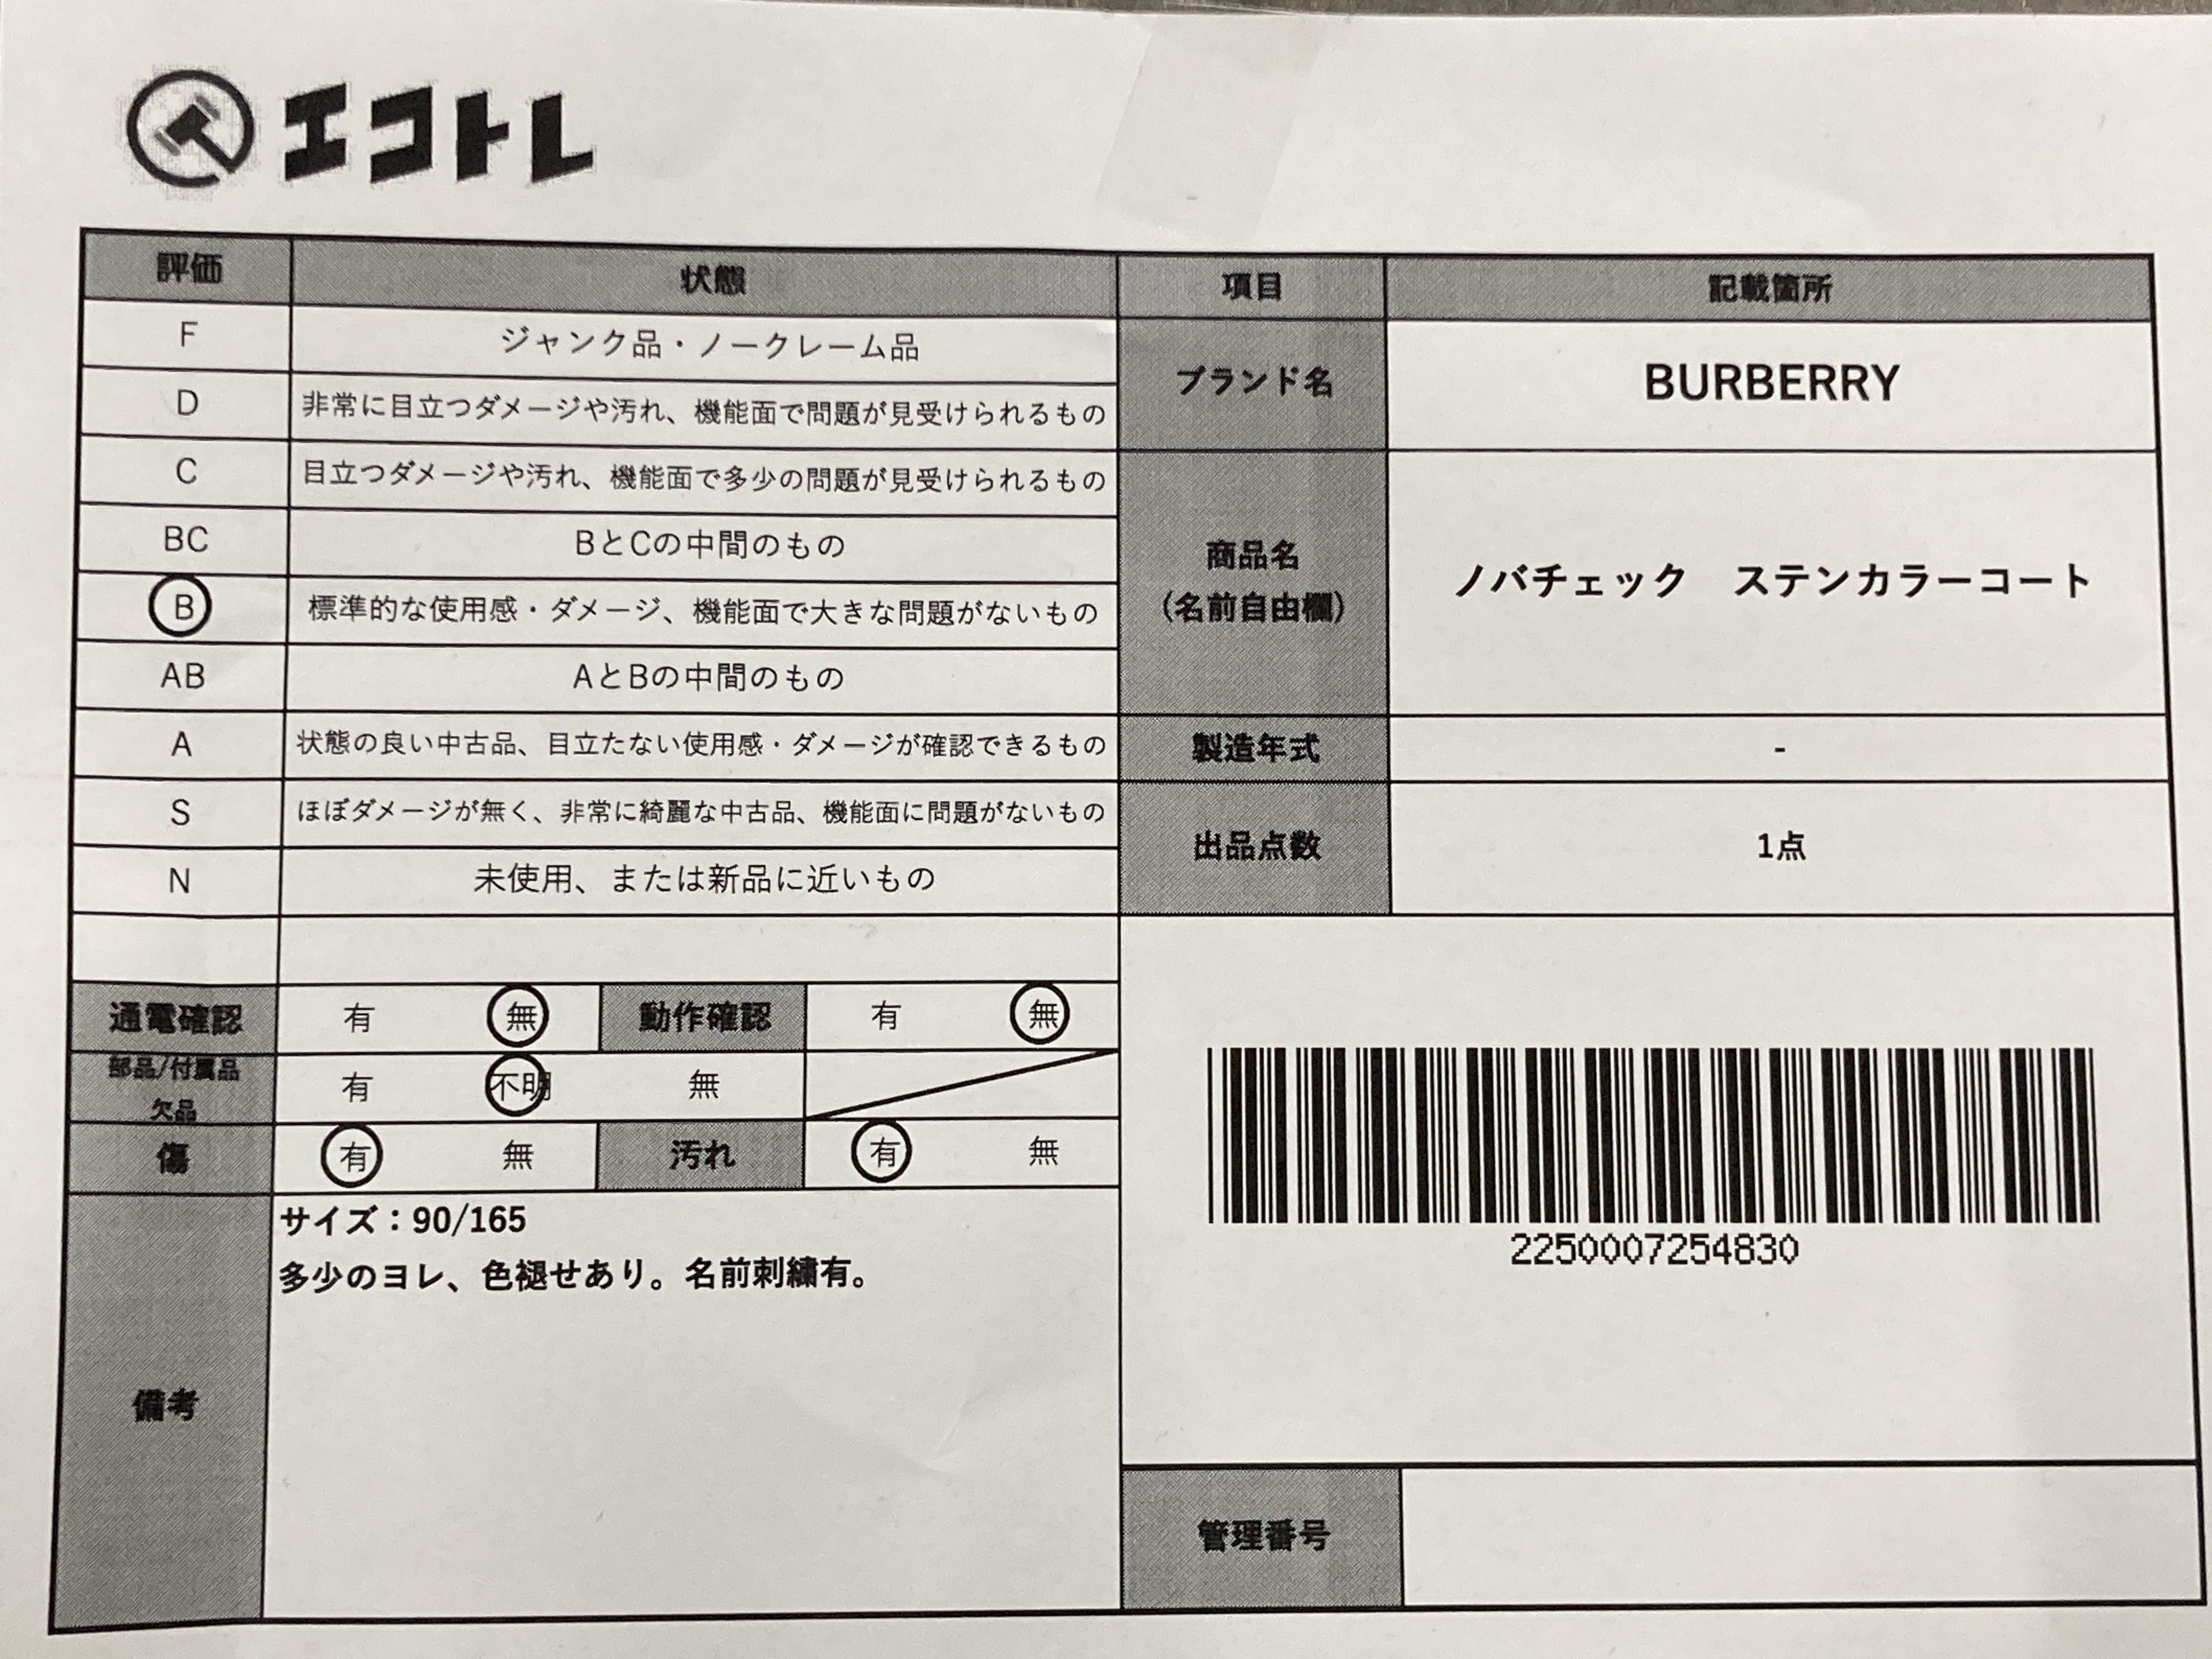 エコトレ
評価 状態 項目 記載箇所
F ジャンク品・ノークレーム品
D 非常に目立つダメージや汚れ、機能面で問題が見受けられるもの
ブランド名 BURBERRY
C 目立つダメージや汚れ、機能面で多少の問題が見受けられるもの
BC BとCの中間のもの
B 標準的な使用感・ダメージ、機能面で大きな問題がないもの
商品名
(名前自由欄)
ノバチェック　ステンカラーコート
AB AとBの中間のもの
A 状態の良い中古品、目立たない使用感・ダメージが確認できるもの
製造年式 -
S ほぼダメージが無く、非常に綺麗な中古品、機能面に問題がないもの
出品点数 1点
N 未使用、または新品に近いもの
通電確認 有 無 動作確認 有 無
部品/付属品
欠品
有 不明 無
傷 有 無 汚れ 有 無
備考
サイズ：90/165
多少のヨレ、色褪せあり。名前刺繍有。
2250007254830
管理番号